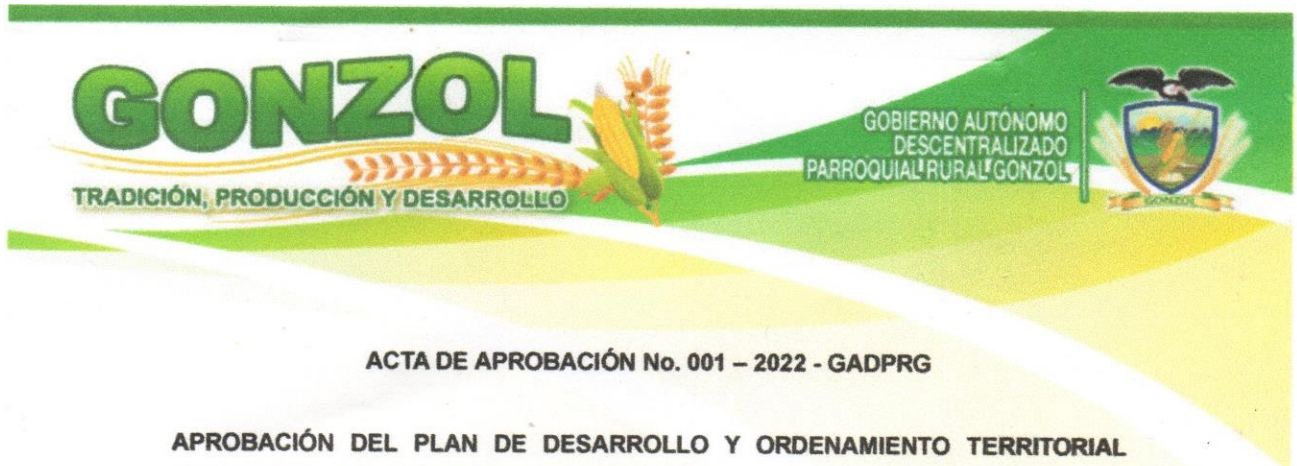 GONZOL
TRADICIÓN, PRODUCCIÓN Y DESARROLLO
GOBIERNO AUTÓNOMO
DESCENTRALIZADO
PARROQUIAL RURAL GONZOL
GONZOL
ACTA DE APROBACIÓN No. 001 – 2022 - GADPRG
APROBACIÓN DEL PLAN DE DESARROLLO Y ORDENAMIENTO TERRITORIAL